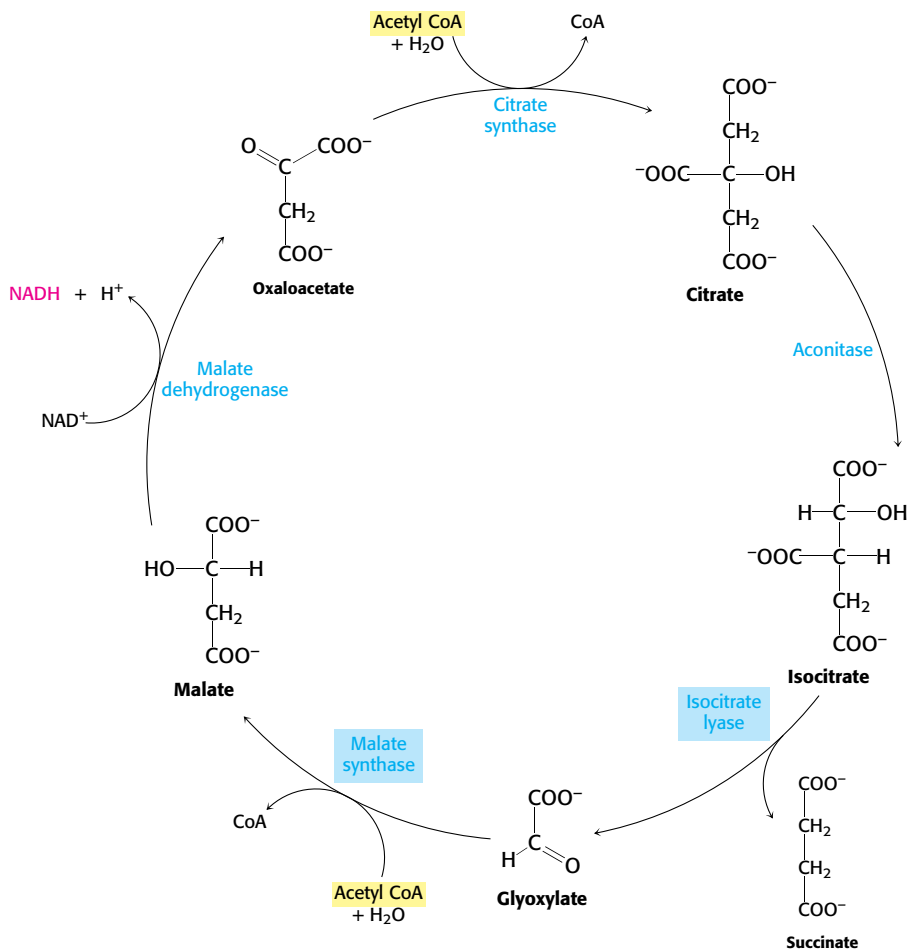 Acetyl CoA
+ H₂O
CoA
Citrate
synthase
COO⁻
CH₂
⁻OOC—C—OH
CH₂
COO⁻
Citrate
O
C
COO⁻
CH₂
COO⁻
Oxaloacetate
NADH + H⁺
Malate
dehydrogenase
NAD⁺
Aconitase
COO⁻
H—C—OH
⁻OOC—C—H
CH₂
COO⁻
Isocitrate
COO⁻
HO—C—H
CH₂
COO⁻
Malate
Isocitrate
lyase
Malate
synthase
CoA
Acetyl CoA
+ H₂O
COO⁻
C
H
O
Glyoxylate
COO⁻
CH₂
CH₂
COO⁻
Succinate